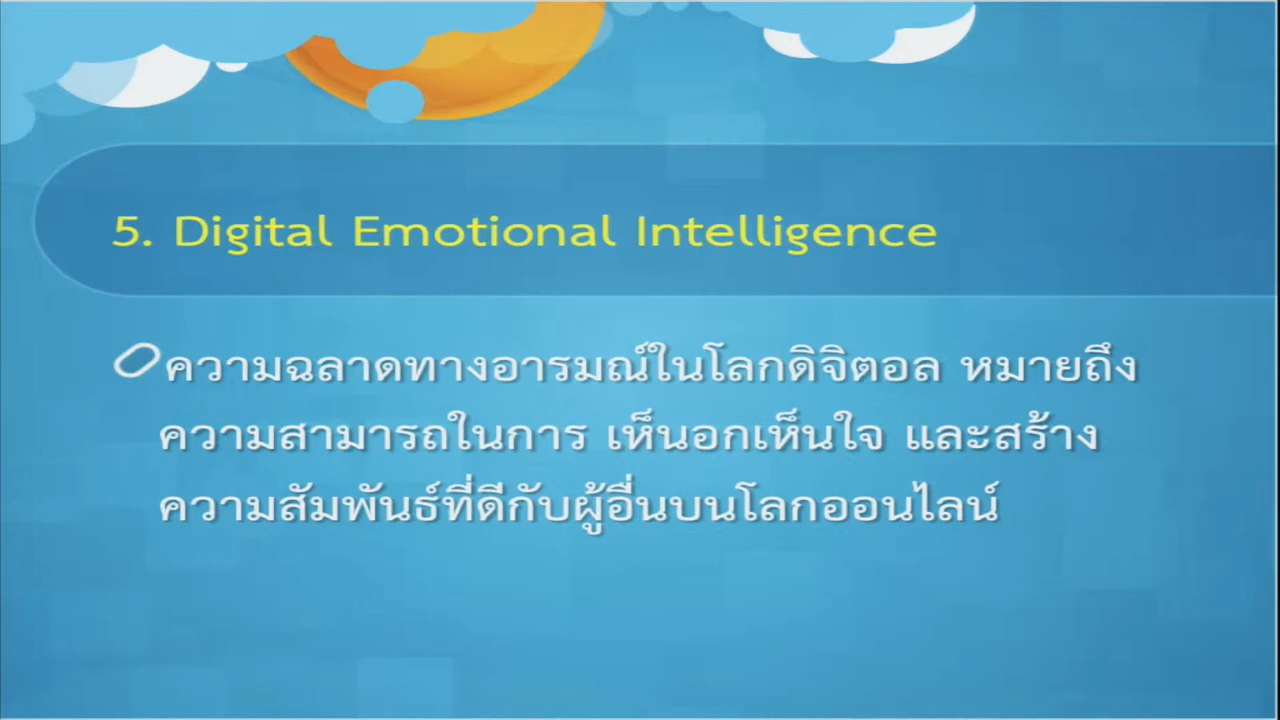 5. Digital Emotional Intelligence
ความฉลาดทางอารมณ์ในโลกดิจิตอล หมายถึง
ความสามารถในการ เห็นอกเห็นใจ และสร้าง
ความสัมพันธ์ที่ดีกับผู้อื่นบนโลกออนไลน์